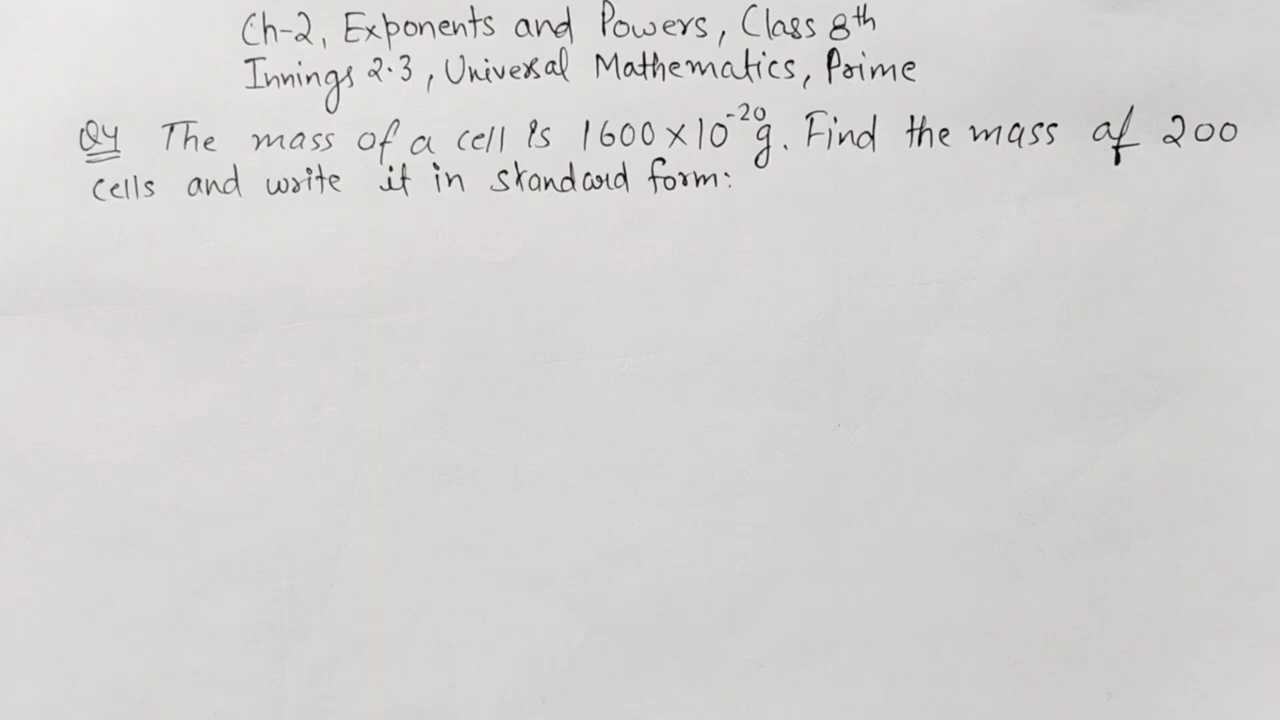 Ch-2, Exponents and Powers, Class 8th
Innings 2.3, Universal Mathematics, Prime
Q4 The mass of a cell is 1600 × 10⁻²⁰g. Find the mass of 200
cells and write it in standard form: